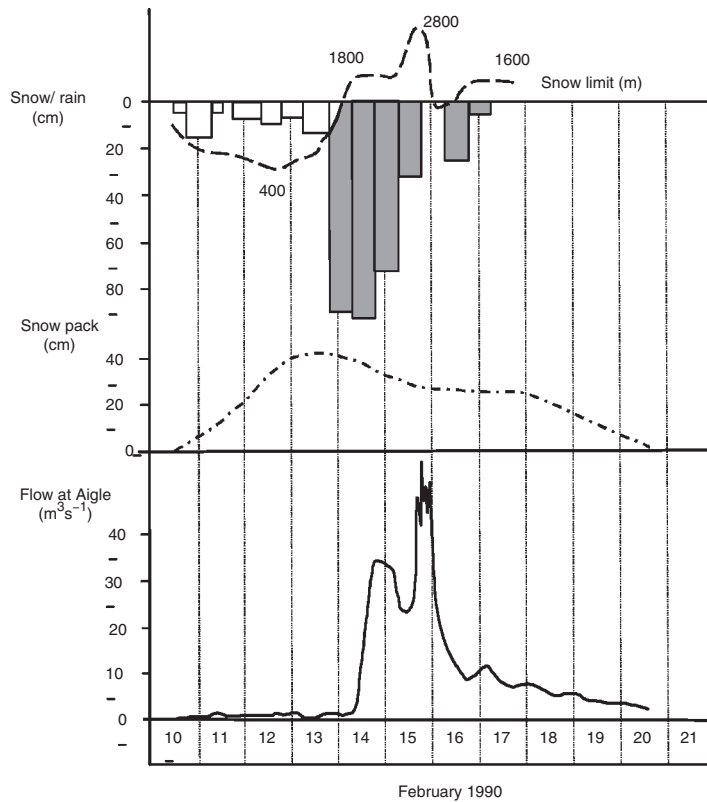 2800
1800
1600
Snow limit (m)
Snow/ rain
(cm)
0
20
400
40
60
80
Snow pack
(cm)
40
20
0
Flow at Aigle
(m³s⁻¹)
40
30
20
10
0
10 11 12 13 14 15 16 17 18 19 20 21
February 1990